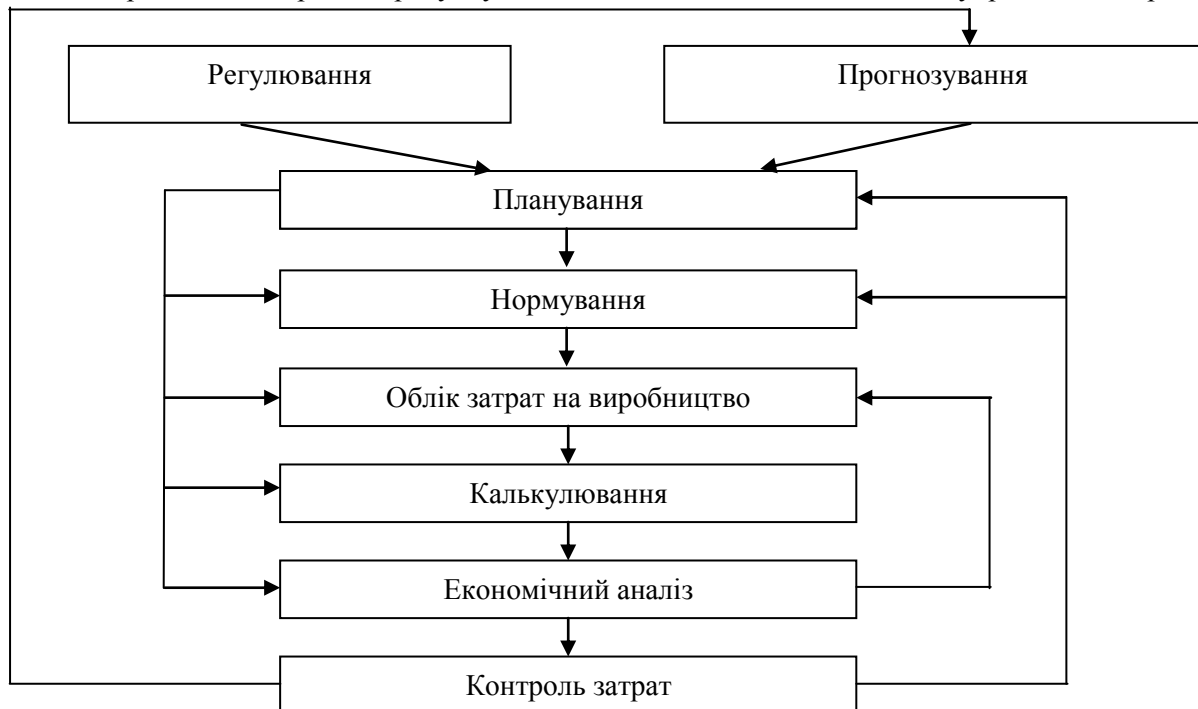 Регулювання
Прогнозування
Планування
Нормування
Облік затрат на виробництво
Калькулювання
Економічний аналіз
Контроль затрат